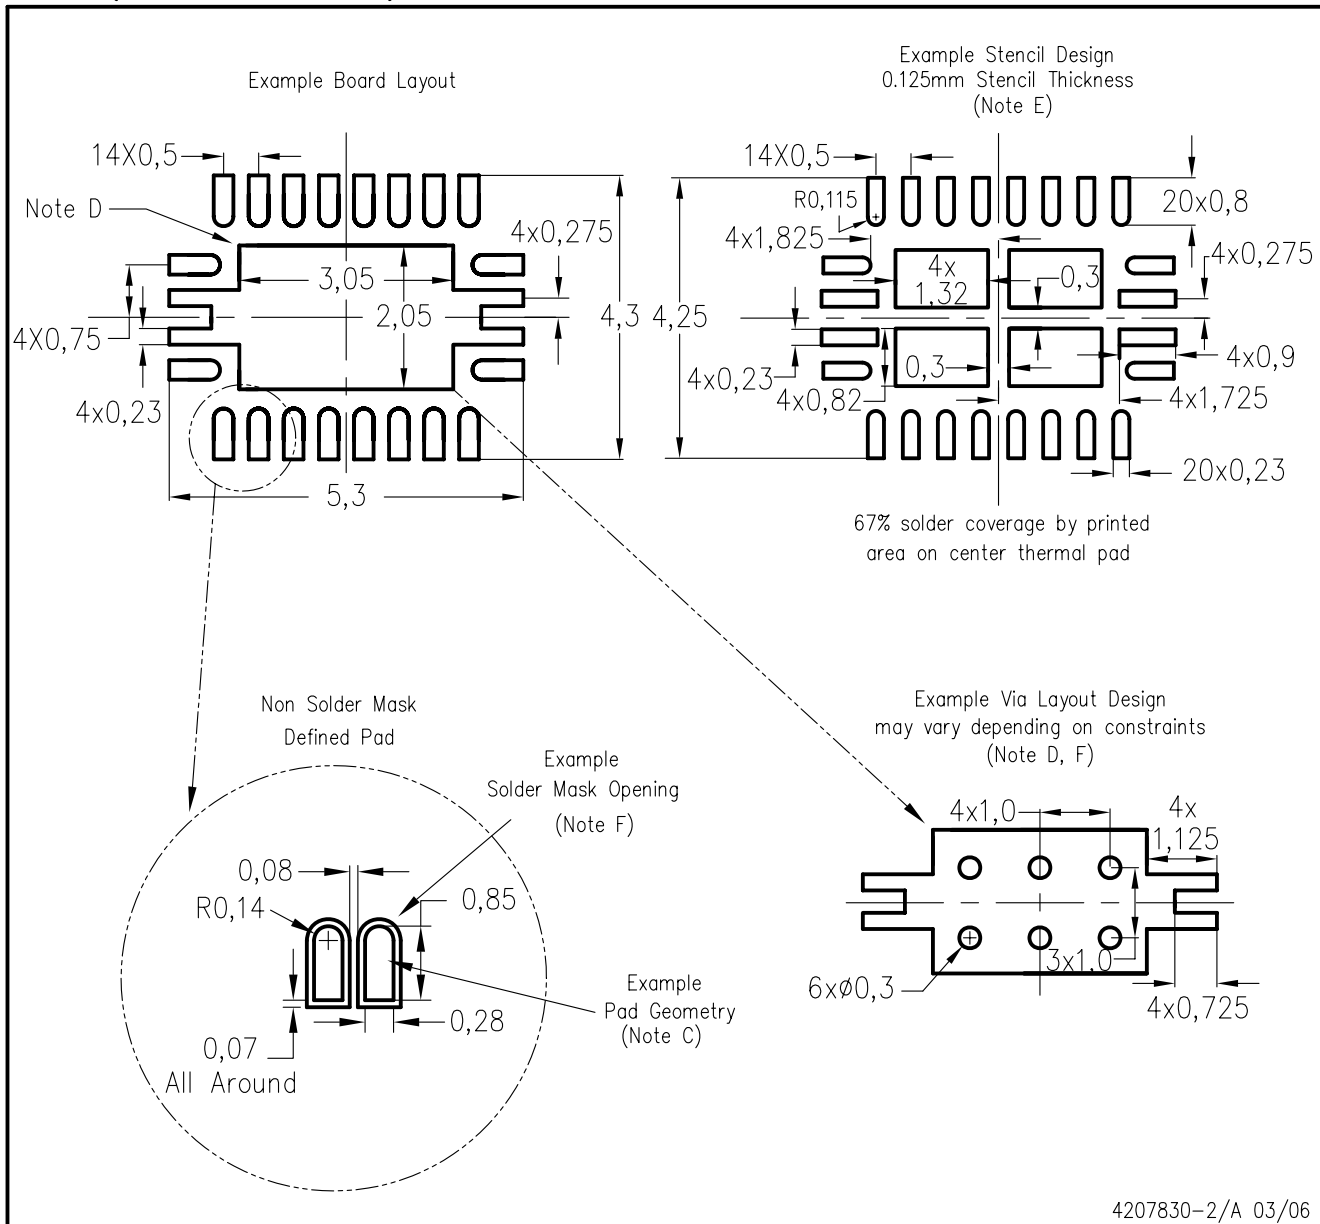 Example Board Layout
14X0,5
Note D
4x0,275
3,05
2,05
4X0,75
4x0,23
4,3
5,3
Example Stencil Design
0.125mm Stencil Thickness
(Note E)
14X0,5
R0,115
4x1,825
20x0,8
4x0,275
4x
1,32
0,3
4,25
4x0,23
0,3
4x0,82
4x0,9
4x1,725
20x0,23
67% solder coverage by printed
area on center thermal pad
Non Solder Mask
Defined Pad
Example
Solder Mask Opening
(Note F)
0,08
R0,14
0,85
0,28
0,07
All Around
Example
Pad Geometry
(Note C)
Example Via Layout Design
may vary depending on constraints
(Note D, F)
4x1,0
4x
1,125
3x1,0
6xø0,3
4x0,725
4207830-2/A 03/06